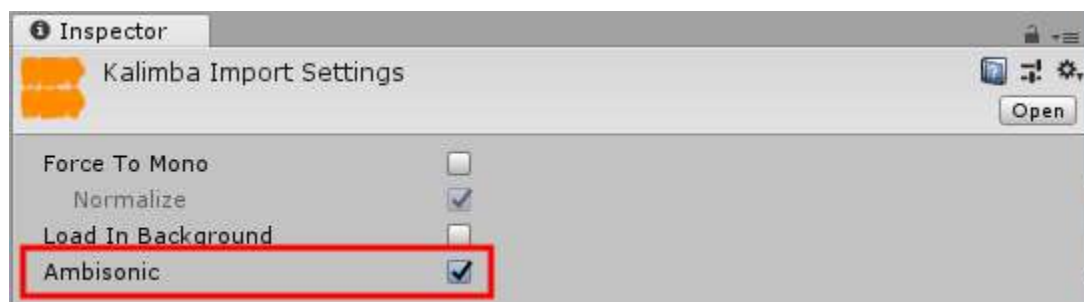 Inspector
Kalimba Import Settings
Open
Force To Mono
Normalize
Load In Background
Ambisonic